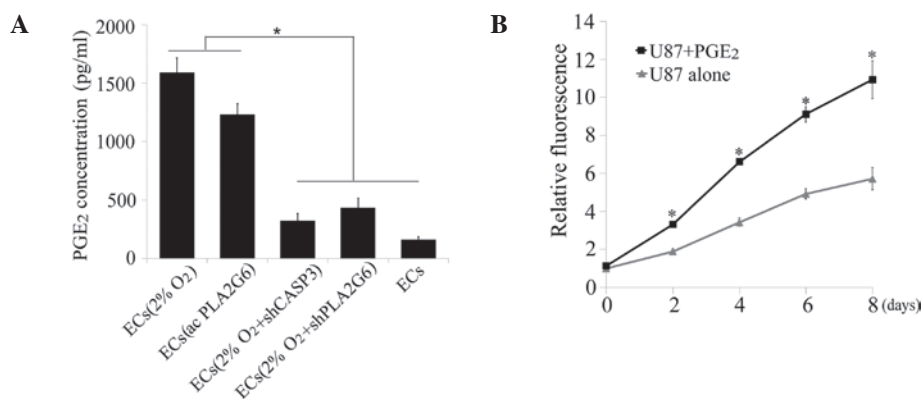 A
B
*
PGE2 concentration (pg/ml)
2000
1500
1000
500
0
ECs(2% O2)
ECs(ac PLA2G6)
ECs(2% O2+shCASP3)
ECs(2% O2+shPLA2G6)
ECs
Relative fluorescence
14
12
10
8
6
4
2
0
U87+PGE2
U87 alone
*
*
*
*
0
2
4
6
8
(days)